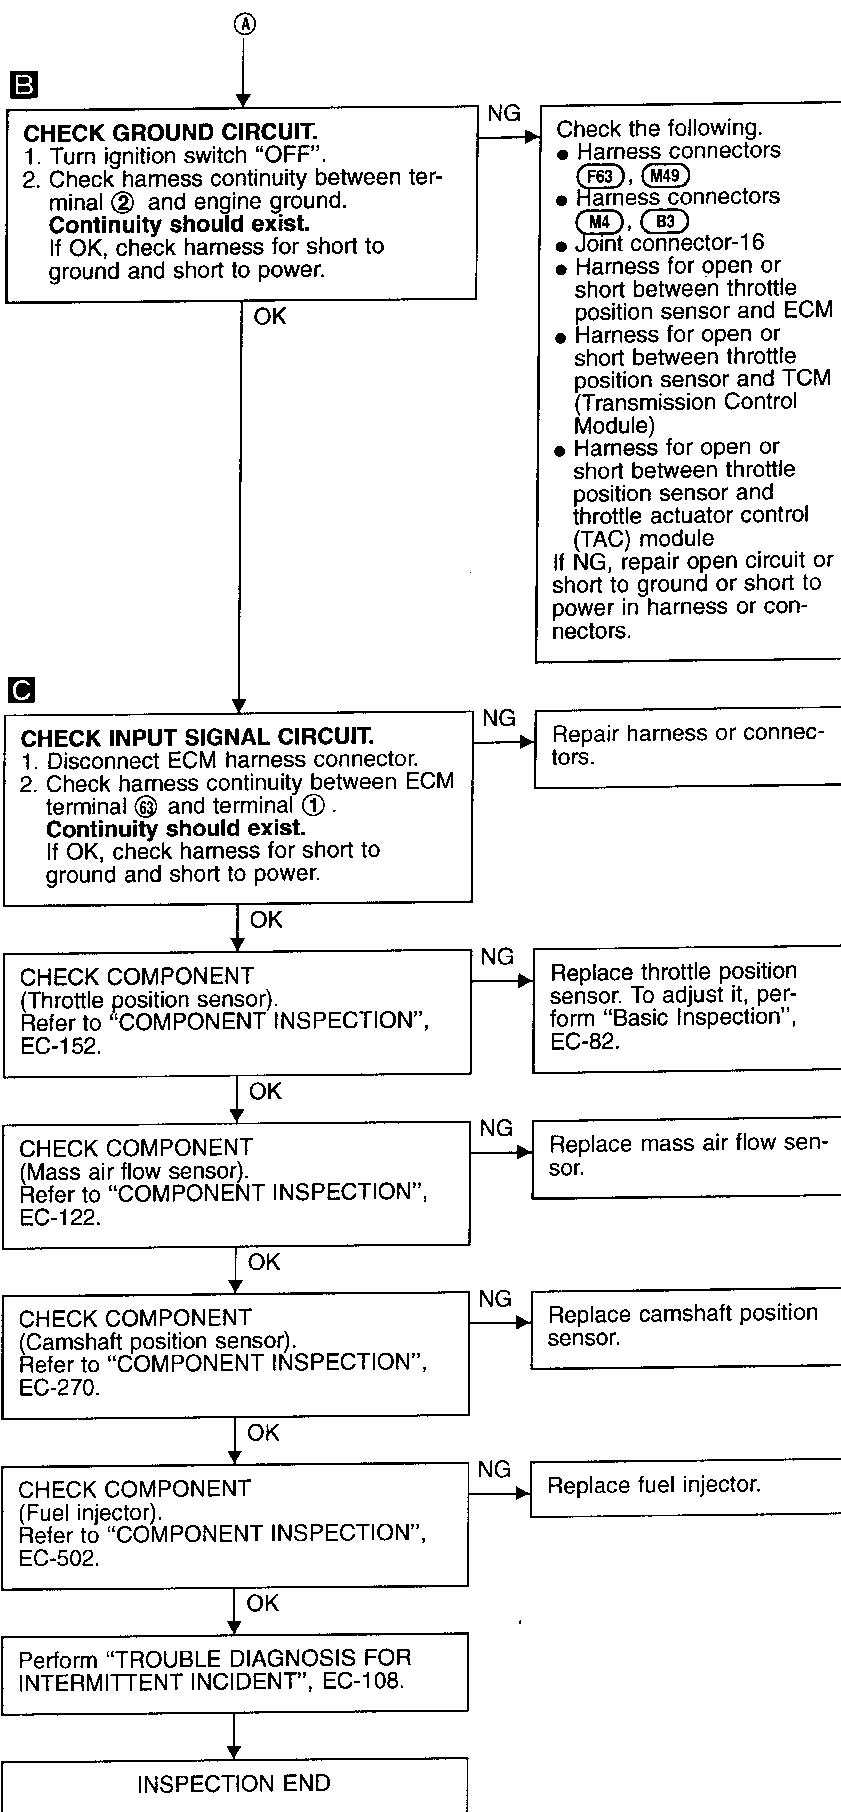 A
B
CHECK GROUND CIRCUIT.
1. Turn ignition switch “OFF”.
2. Check harness continuity between ter-
minal ② and engine ground.
Continuity should exist.
If OK, check harness for short to
ground and short to power.
NG
Check the following.
● Harness connectors
F63, M49
● Harness connectors
M4, B3
● Joint connector-16
● Harness for open or
short between throttle
position sensor and ECM
● Harness for open or
short between throttle
position sensor and TCM
(Transmission Control
Module)
● Harness for open or
short between throttle
position sensor and
throttle actuator control
(TAC) module
If NG, repair open circuit or
short to ground or short to
power in harness or con-
nectors.
OK
C
CHECK INPUT SIGNAL CIRCUIT.
1. Disconnect ECM harness connector.
2. Check harness continuity between ECM
terminal 63 and terminal ①.
Continuity should exist.
If OK, check harness for short to
ground and short to power.
NG
Repair harness or connec-
tors.
OK
CHECK COMPONENT
(Throttle position sensor).
Refer to “COMPONENT INSPECTION”,
EC-152.
NG
Replace throttle position
sensor. To adjust it, per-
form “Basic Inspection”,
EC-82.
OK
CHECK COMPONENT
(Mass air flow sensor).
Refer to “COMPONENT INSPECTION”,
EC-122.
NG
Replace mass air flow sen-
sor.
OK
CHECK COMPONENT
(Camshaft position sensor).
Refer to “COMPONENT INSPECTION”,
EC-270.
NG
Replace camshaft position
sensor.
OK
CHECK COMPONENT
(Fuel injector).
Refer to “COMPONENT INSPECTION”,
EC-502.
NG
Replace fuel injector.
OK
Perform “TROUBLE DIAGNOSIS FOR
INTERMITTENT INCIDENT”, EC-108.
INSPECTION END